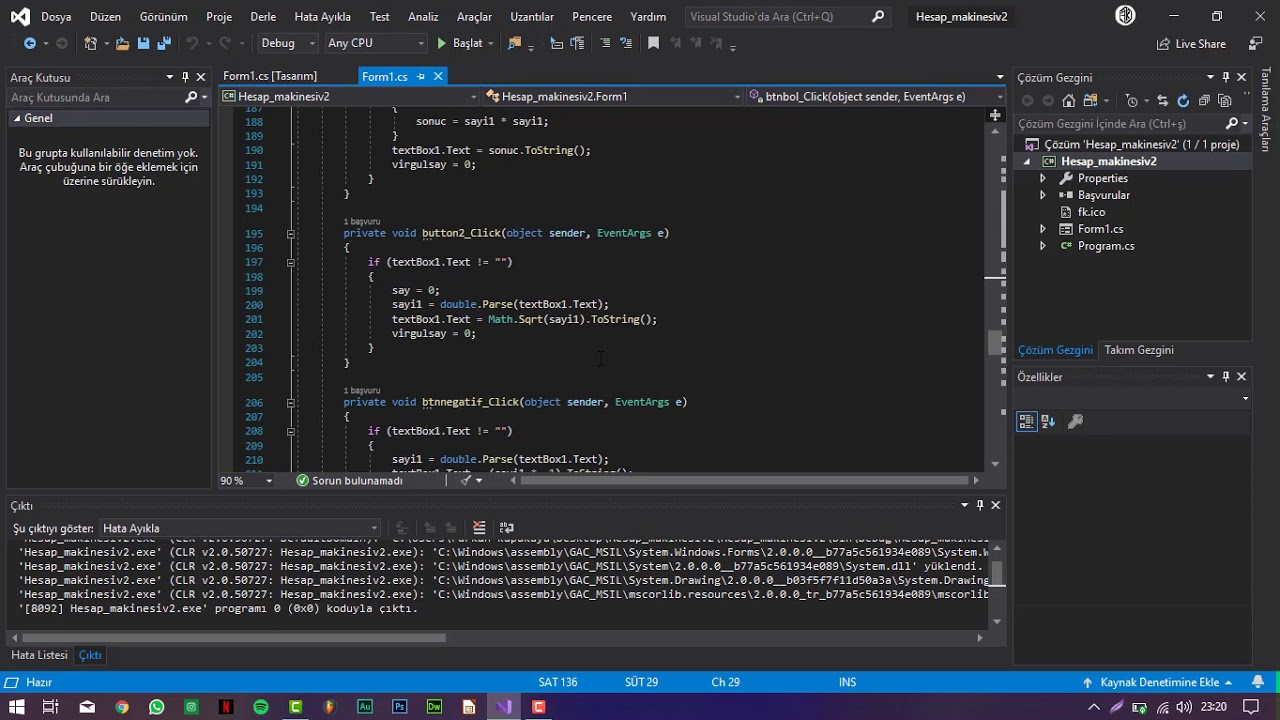 Dosya Düzen Görünüm Proje Derle Hata Ayıkla Test Analiz Araçlar Uzantılar Pencere Yardım Visual Studio'da Ara (Ctrl+Q) Hesap_makinesiv2
Debug Any CPU Başlat Live Share
Araç Kutusu
Araç Kutusunda Ara
Genel
Bu grupta kullanılabilir denetim yok.
Araç çubuğuna bir öğe eklemek için
üzerine sürükleyin.
Form1.cs [Tasarım] Form1.cs
Hesap_makinesiv2 Hesap_makinesiv2.Form1 btnbol_Click(object sender, EventArgs e)
187 {
188 sonuc = sayi1 * sayi1;
189 }
190 textBox1.Text = sonuc.ToString();
191 virgulsay = 0;
192 }
193 }
194
1 başvuru
195 private void button2_Click(object sender, EventArgs e)
196 {
197 if (textBox1.Text != "")
198 {
199 say = 0;
200 sayi1 = double.Parse(textBox1.Text);
201 textBox1.Text = Math.Sqrt(sayi1).ToString();
202 virgulsay = 0;
203 }
204 }
205
1 başvuru
206 private void btnnegatif_Click(object sender, EventArgs e)
207 {
208 if (textBox1.Text != "")
209 {
210 sayi1 = double.Parse(textBox1.Text);
90 % Sorun bulunamadı
Çözüm Gezgini
Çözüm Gezgini İçinde Ara (Ctrl+ş)
Çözüm 'Hesap_makinesiv2' (1 / 1 proje)
Hesap_makinesiv2
Properties
Başvurular
fk.ico
Form1.cs
Program.cs
Çözüm Gezgini Takım Gezgini
Özellikler
Tanılama Araçları
Çıktı
Şu çıktıyı göster: Hata Ayıkla
'Hesap_makinesiv2.exe' (CLR v2.0.50727: Hesap_makinesiv2.exe): 'C:\Windows\assembly\GAC_MSIL\System.Windows.Forms\2.0.0.0__b77a5c561934e089\System.W
'Hesap_makinesiv2.exe' (CLR v2.0.50727: Hesap_makinesiv2.exe): 'C:\Windows\assembly\GAC_MSIL\System\2.0.0.0__b77a5c561934e089\System.dll' yüklendi.
'Hesap_makinesiv2.exe' (CLR v2.0.50727: Hesap_makinesiv2.exe): 'C:\Windows\assembly\GAC_MSIL\System.Drawing\2.0.0.0__b03f5f7f11d50a3a\System.Drawing
'Hesap_makinesiv2.exe' (CLR v2.0.50727: Hesap_makinesiv2.exe): 'C:\Windows\assembly\GAC_MSIL\mscorlib.resources\2.0.0.0_tr_b77a5c561934e089\mscorlib
'[8092] Hesap_makinesiv2.exe' programı 0 (0x0) koduyla çıktı.
Hata Listesi Çıktı
Hazır SAT 136 SÜT 29 Ch 29 INS Kaynak Denetimine Ekle
Au Ps Dw C 23:20